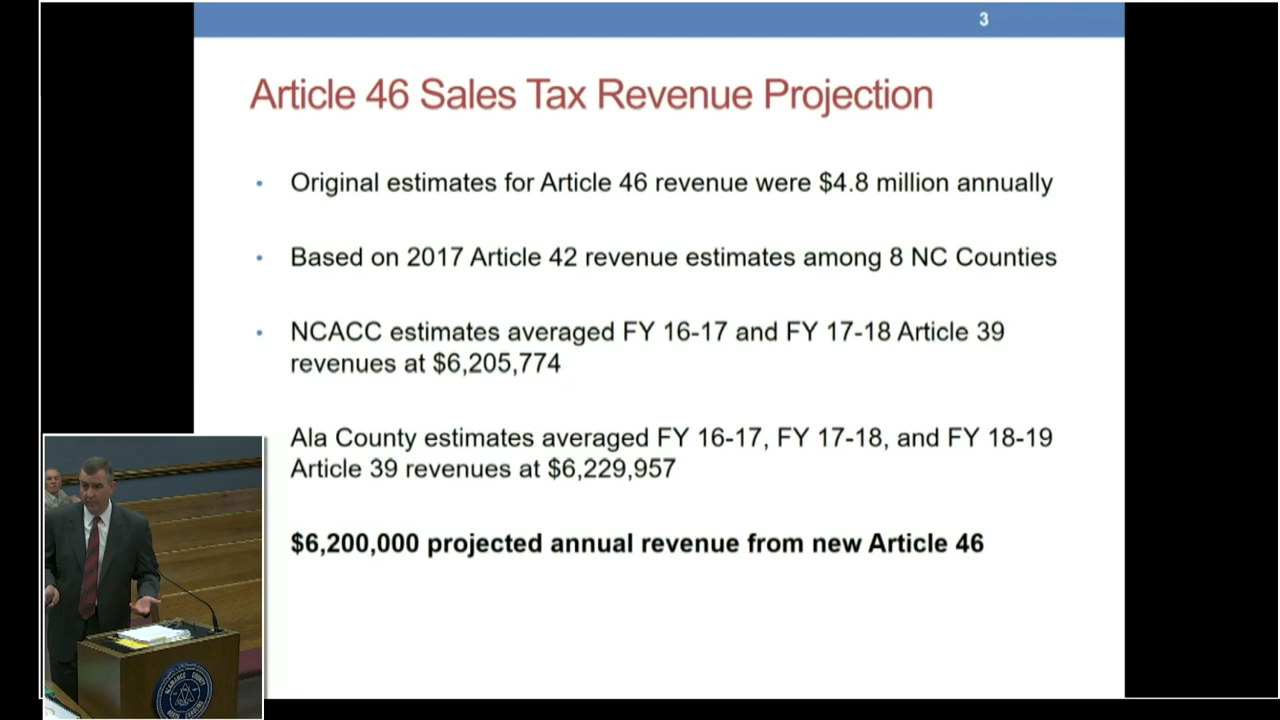 3
Article 46 Sales Tax Revenue Projection
• Original estimates for Article 46 revenue were $4.8 million annually
• Based on 2017 Article 42 revenue estimates among 8 NC Counties
• NCACC estimates averaged FY 16-17 and FY 17-18 Article 39
revenues at $6,205,774
Ala County estimates averaged FY 16-17, FY 17-18, and FY 18-19
Article 39 revenues at $6,229,957
$6,200,000 projected annual revenue from new Article 46
ALAMANCE COUNTY
NORTH CAROLINA